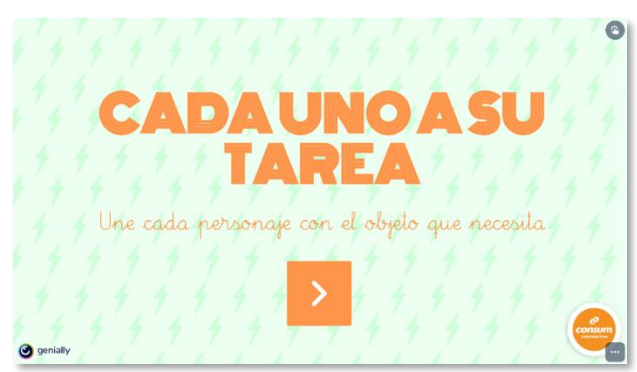 CADA UNO A SU
TAREA
Une cada personaje con el objeto que necesita
genially
consum